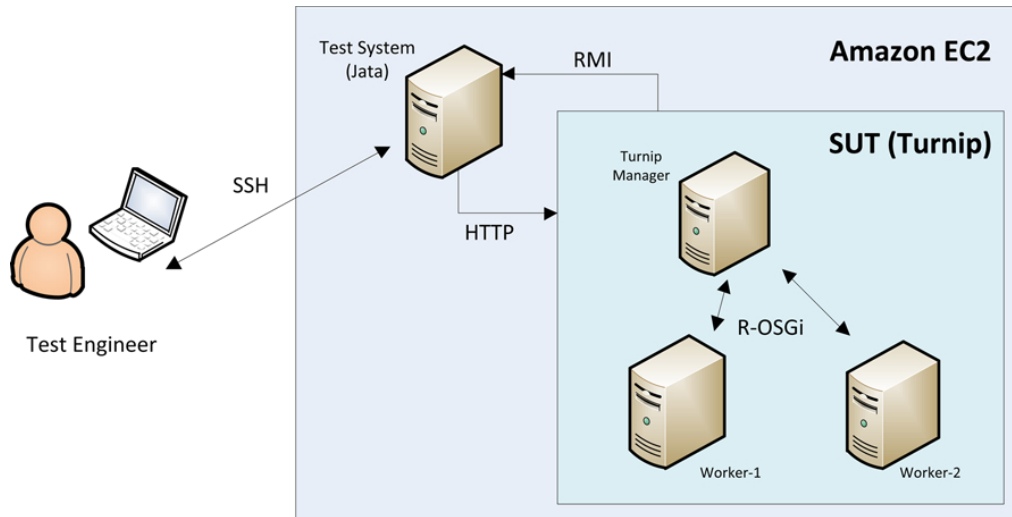 Test System
(Jata)
RMI
Amazon EC2
SUT (Turnip)
Turnip
Manager
SSH
HTTP
R-OSGi
Test Engineer
Worker-1
Worker-2